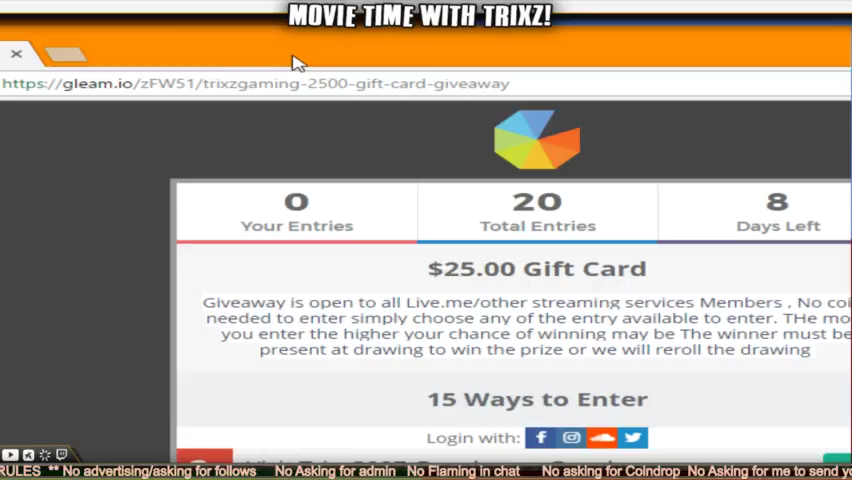 MOVIE TIME WITH TRIXZ!
https://gleam.io/zFW51/trixzgaming-2500-gift-card-giveaway
0 20 8
Your Entries Total Entries Days Left
$25.00 Gift Card
Giveaway is open to all Live.me/other streaming services Members , No coi
needed to enter simply choose any of the entry available to enter. THe mo
you enter the higher your chance of winning may be The winner must be
present at drawing to win the prize or we will reroll the drawing
15 Ways to Enter
Login with:
RULES ** No advertising/asking for follows No Asking for admin No Flaming in chat No asking for Coindrop No Asking for me to send yo